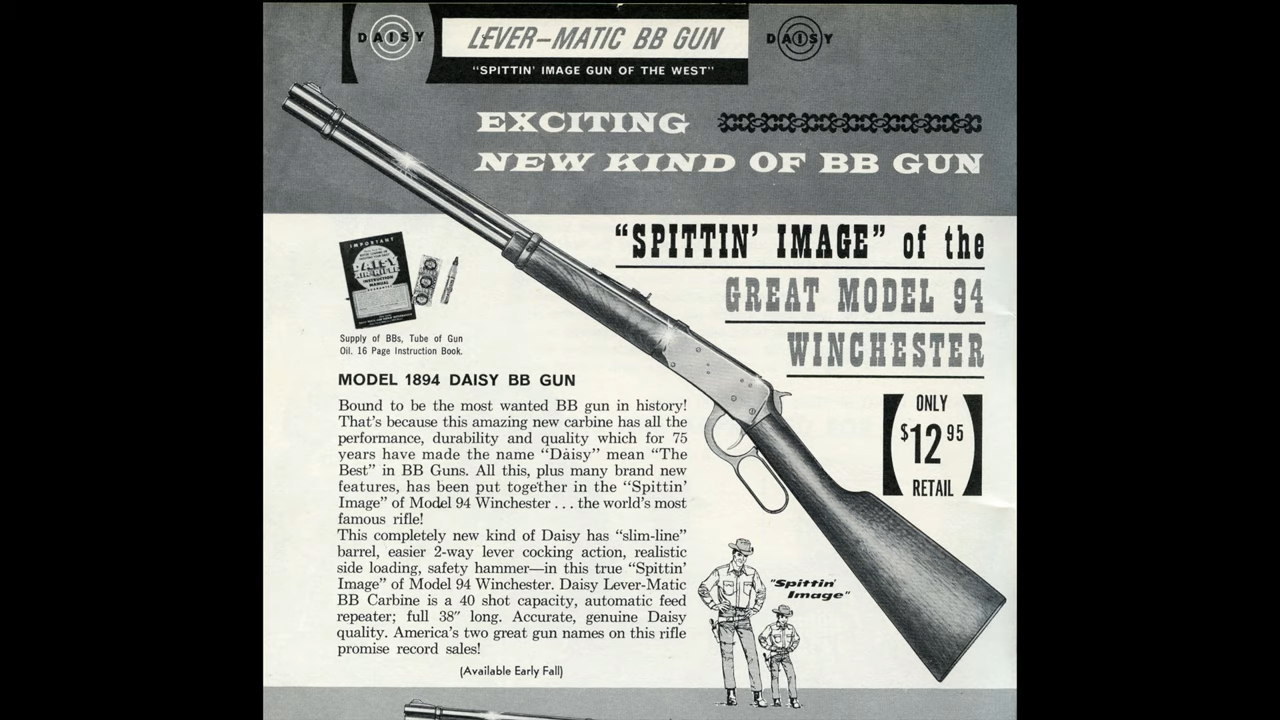 DAISY
LEVER-MATIC BB GUN
"SPITTIN' IMAGE GUN OF THE WEST"
DAISY
EXCITING
NEW KIND OF BB GUN
"SPITTIN' IMAGE" of the
GREAT MODEL 94
WINCHESTER
IMPORTANT
DAISY
AIR RIFLE
INSTRUCTION
MANUAL
Supply of BBs, Tube of Gun
Oil. 16 Page Instruction Book.
MODEL 1894 DAISY BB GUN
Bound to be the most wanted BB gun in history!
That's because this amazing new carbine has all the
performance, durability and quality which for 75
years have made the name "Daisy" mean "The
Best" in BB Guns. All this, plus many brand new
features, has been put together in the "Spittin'
Image" of Model 94 Winchester . . . the world's most
famous rifle!
This completely new kind of Daisy has "slim-line"
barrel, easier 2-way lever cocking action, realistic
side loading, safety hammer—in this true "Spittin'
Image" of Model 94 Winchester. Daisy Lever-Matic
BB Carbine is a 40 shot capacity, automatic feed
repeater; full 38" long. Accurate, genuine Daisy
quality. America's two great gun names on this rifle
promise record sales!
(Available Early Fall)
ONLY
$12 95
RETAIL
"Spittin'
Image"